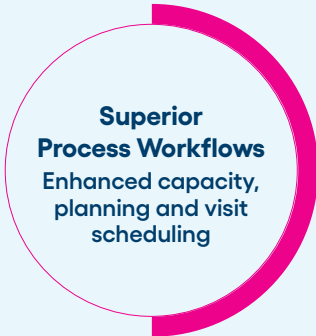 Superior
Process Workflows
Enhanced capacity,
planning and visit
scheduling